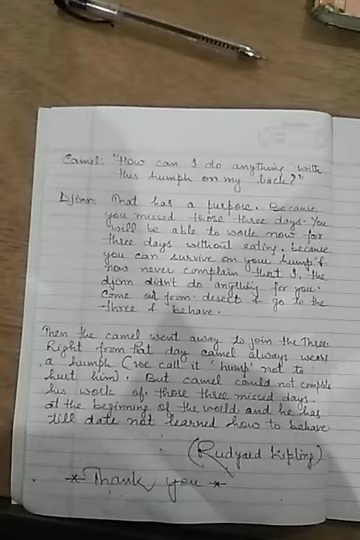 Camel: "How can I do anything with
this humph on my back?"
Djinn: That has a purpose. Because
you missed those three days. You
will be able to work now for
three days without eating, because
you can survive on your hump &
now never complain that I, the
djinn didn't do anything for you.
Come out from desert & go to the
three & behave.
Then the camel went away to join the Three.
Right from that day camel always wears
a humph (we call it 'hump' not to
hurt him). But camel could not complete
his work of those three missed days
at the beginning of the world and he has
till date not learned how to behave
(Rudyard Kipling)
* Thank you *